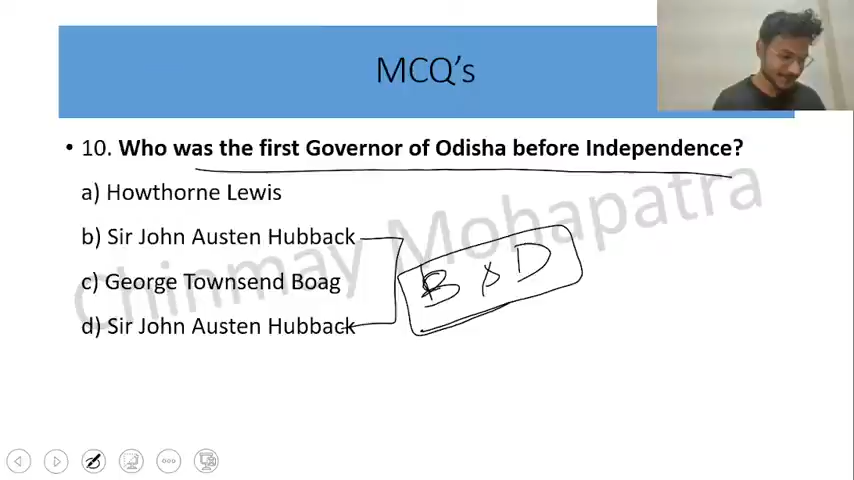 MCQ's
• 10. Who was the first Governor of Odisha before Independence?
a) Howthorne Lewis
b) Sir John Austen Hubback
c) George Townsend Boag
d) Sir John Austen Hubback
B & D
Chinmay Mohapatra